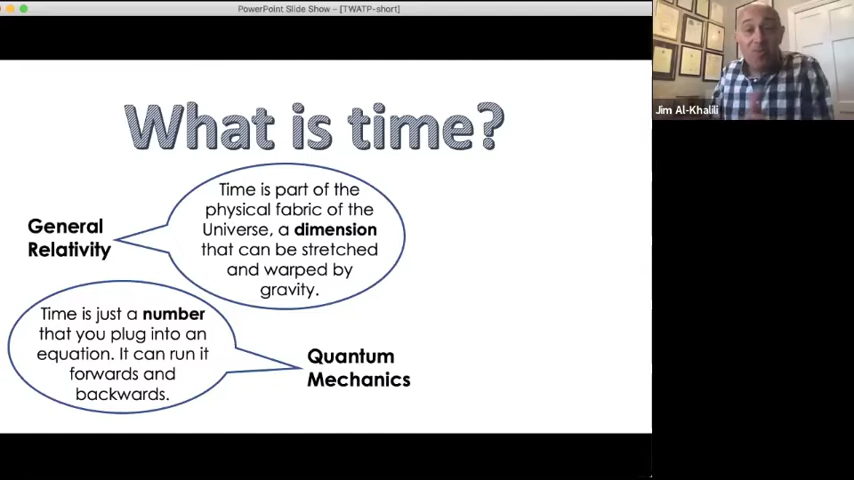 PowerPoint Slide Show – [TWATP-short]
Jim Al-Khalili
What is time?
General
Relativity
Time is part of the
physical fabric of the
Universe, a dimension
that can be stretched
and warped by
gravity.
Time is just a number
that you plug into an
equation. It can run it
forwards and
backwards.
Quantum
Mechanics